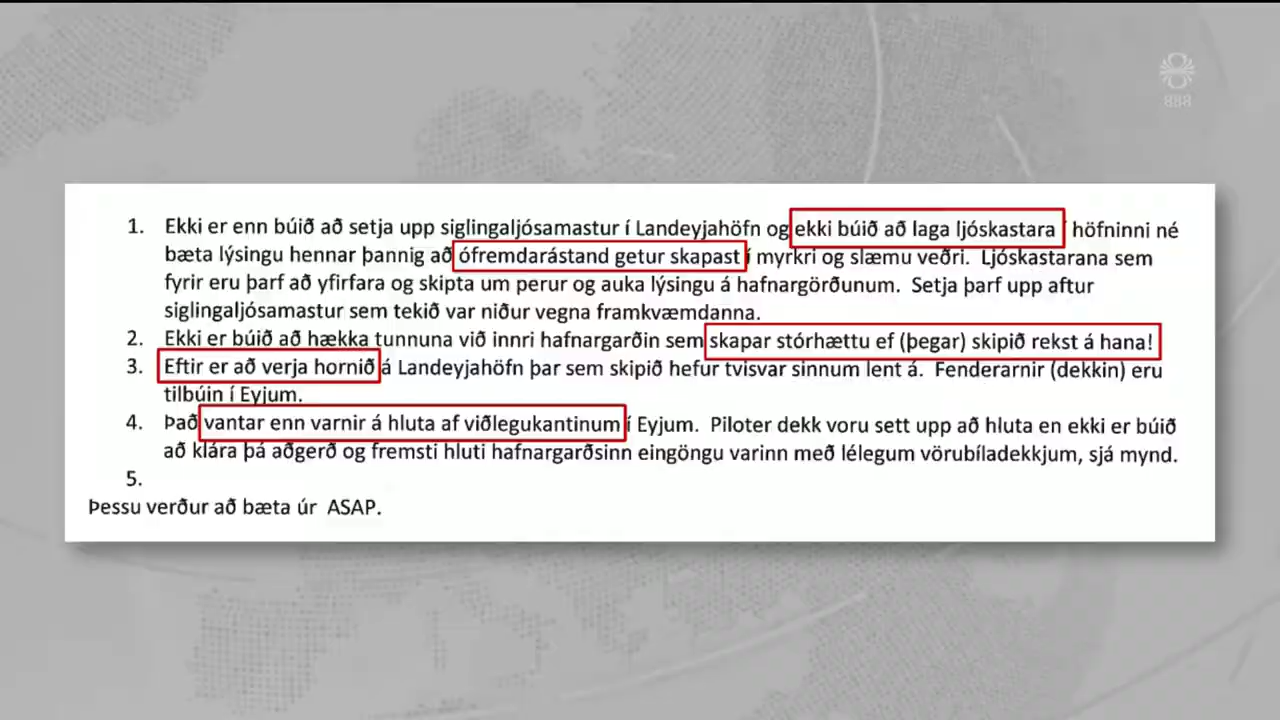 888
1. Ekki er enn búið að setja upp siglingaljósamastur í Landeyjahöfn og ekki búið að laga ljóskastara í höfninni né
bæta lýsingu hennar þannig að ófremdarástand getur skapast í myrkri og slæmu veðri. Ljóskastarana sem
fyrir eru þarf að yfirfara og skipta um perur og auka lýsingu á hafnargörðunum. Setja þarf upp aftur
siglingaljósamastur sem tekið var niður vegna framkvæmdanna.
2. Ekki er búið að hækka tunnuna við innri hafnargarðin sem skapar stórhættu ef (þegar) skipið rekst á hana!
3. Eftir er að verja hornið á Landeyjahöfn þar sem skipið hefur tvisvar sinnum lent á. Fenderarnir (dekkin) eru
tilbúin í Eyjum.
4. Það vantar enn varnir á hluta af viðlegukantinum í Eyjum. Piloter dekk voru sett upp að hluta en ekki er búið
að klára þá aðgerð og fremsti hluti hafnargarðsinn eingöngu varinn með lélegum vörubíladekkjum, sjá mynd.
5.
Þessu verður að bæta úr ASAP.